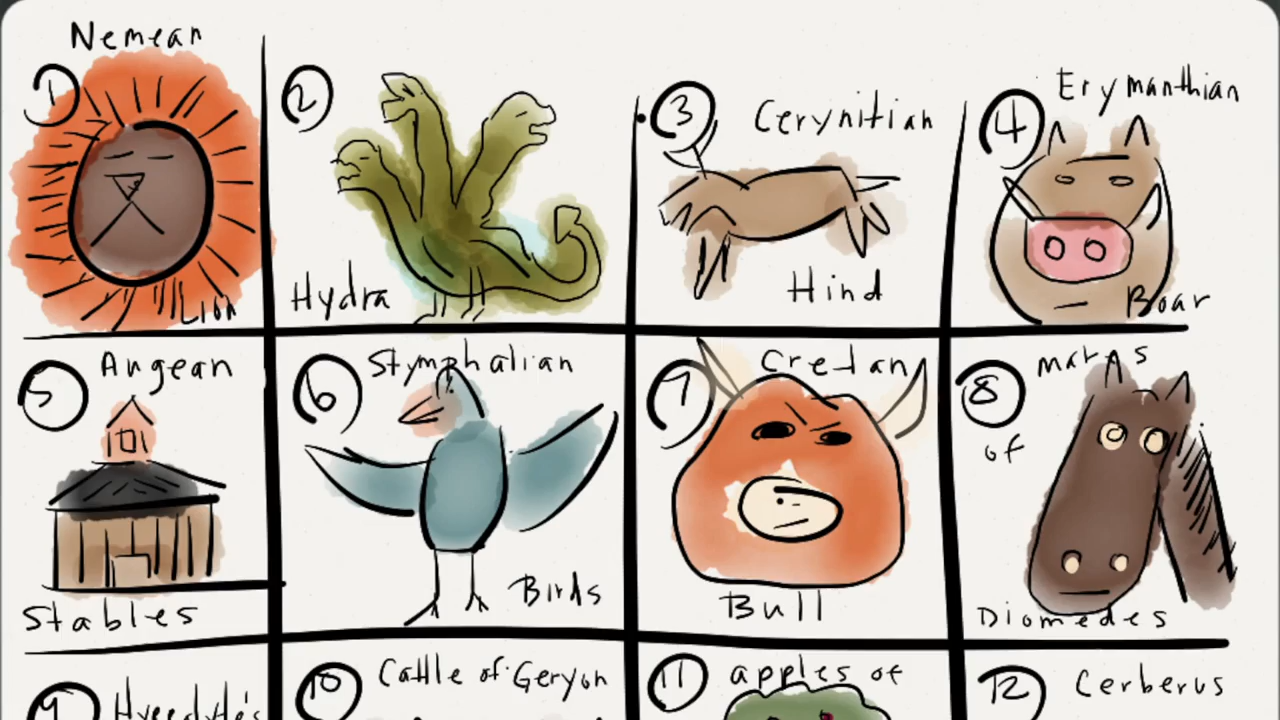 Nemean
1
Lion
2
Hydra
3 Cerynitian
Hind
4 Erymanthian
Boar
5 Augean
Stables
6 Stymphalian
Birds
7 Cretan
Bull
8 mares
of
Diomedes
9
10 Cattle of Geryon
11 apples of
12 Cerberus